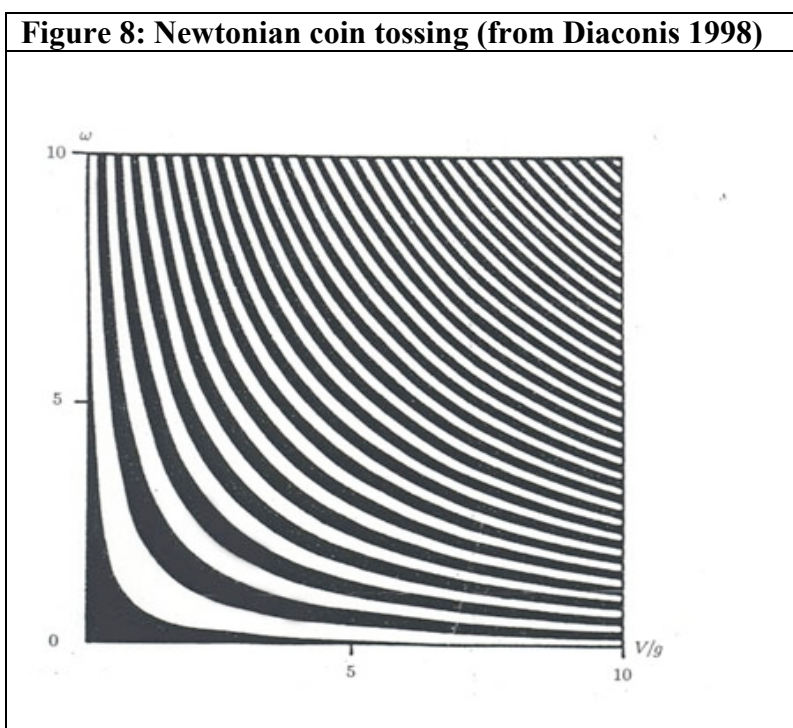 Figure 8: Newtonian coin tossing (from Diaconis 1998)
ω
10
5
0
5
10
V/g